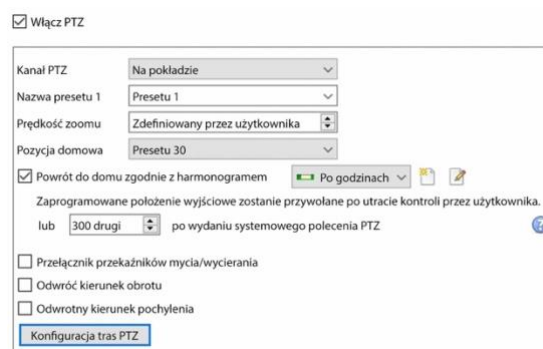 Włącz PTZ
Kanał PTZ Na pokładzie
Nazwa presetu 1 Presetu 1
Prędkość zoomu Zdefiniowany przez użytkownika
Pozycja domowa Presetu 30
Powrót do domu zgodnie z harmonogramem Po godzinach
Zaprogramowane położenie wyjściowe zostanie przywołane po utracie kontroli przez użytkownika.
lub 300 drugi po wydaniu systemowego polecenia PTZ
Przełącznik przekaźników mycia/wycierania
Odwróć kierunek obrotu
Odwrotny kierunek pochylenia
Konfiguracja tras PTZ